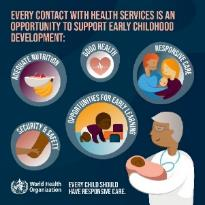 EVERY CONTACT WITH HEALTH SERVICES IS AN
OPPORTUNITY TO SUPPORT EARLY CHILDHOOD
DEVELOPMENT:
ADEQUATE NUTRITION
GOOD HEALTH
RESPONSIVE CARE
SECURITY & SAFETY
OPPORTUNITIES FOR EARLY LEARNING
World Health
Organization
EVERY CHILD SHOULD
HAVE RESPONSIVE CARE.